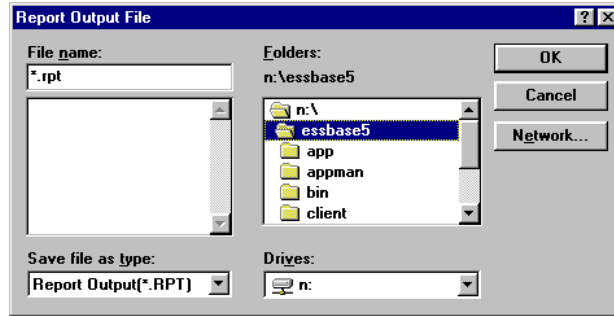 Report Output File
File name:
*.rpt
Folders:
n:\essbase5
n:\
essbase5
app
appman
bin
client
OK
Cancel
Network...
Save file as type:
Report Output(*.RPT)
Drives:
n: